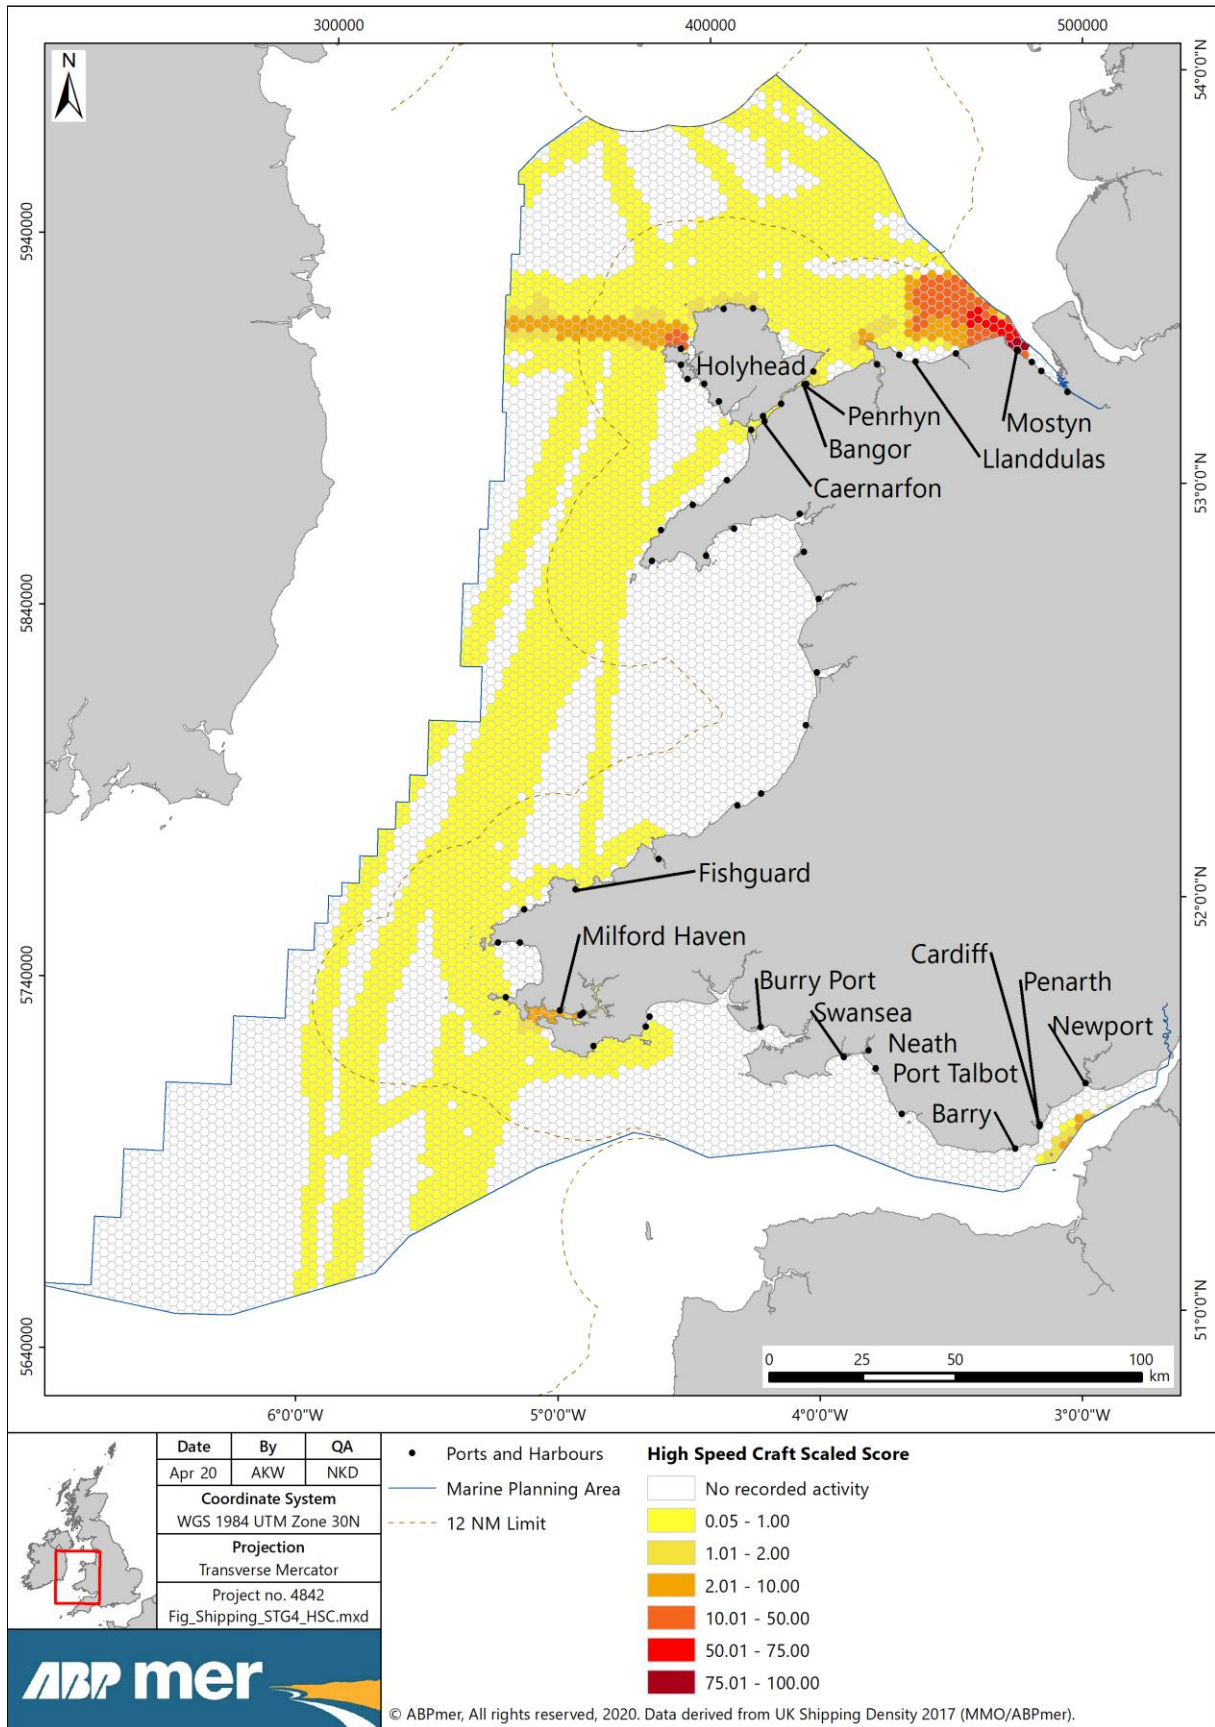 300000 400000 500000
N
54°0'0"N
5940000
Holyhead
Penrhyn
Bangor
Mostyn
Llanddulas
Caernarfon
53°0'0"N
5840000
Fishguard
52°0'0"N
Milford Haven
5740000
Burry Port
Swansea
Neath
Port Talbot
Cardiff
Penarth
Newport
Barry
51°0'0"N
5640000
0 25 50 100
km
6°0'0"W 5°0'0"W 4°0'0"W 3°0'0"W
Date By QA
Apr 20 AKW NKD
Coordinate System
WGS 1984 UTM Zone 30N
Projection
Transverse Mercator
Project no. 4842
Fig_Shipping_STG4_HSC.mxd
ABPmer
Ports and Harbours
Marine Planning Area
12 NM Limit
High Speed Craft Scaled Score
No recorded activity
0.05 - 1.00
1.01 - 2.00
2.01 - 10.00
10.01 - 50.00
50.01 - 75.00
75.01 - 100.00
© ABPmer, All rights reserved, 2020. Data derived from UK Shipping Density 2017 (MMO/ABPmer).